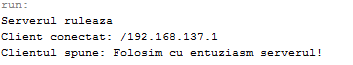 run:
Serverul ruleaza
Client conectat: /192.168.137.1
Clientul spune: Folosim cu entuziasm serverul!